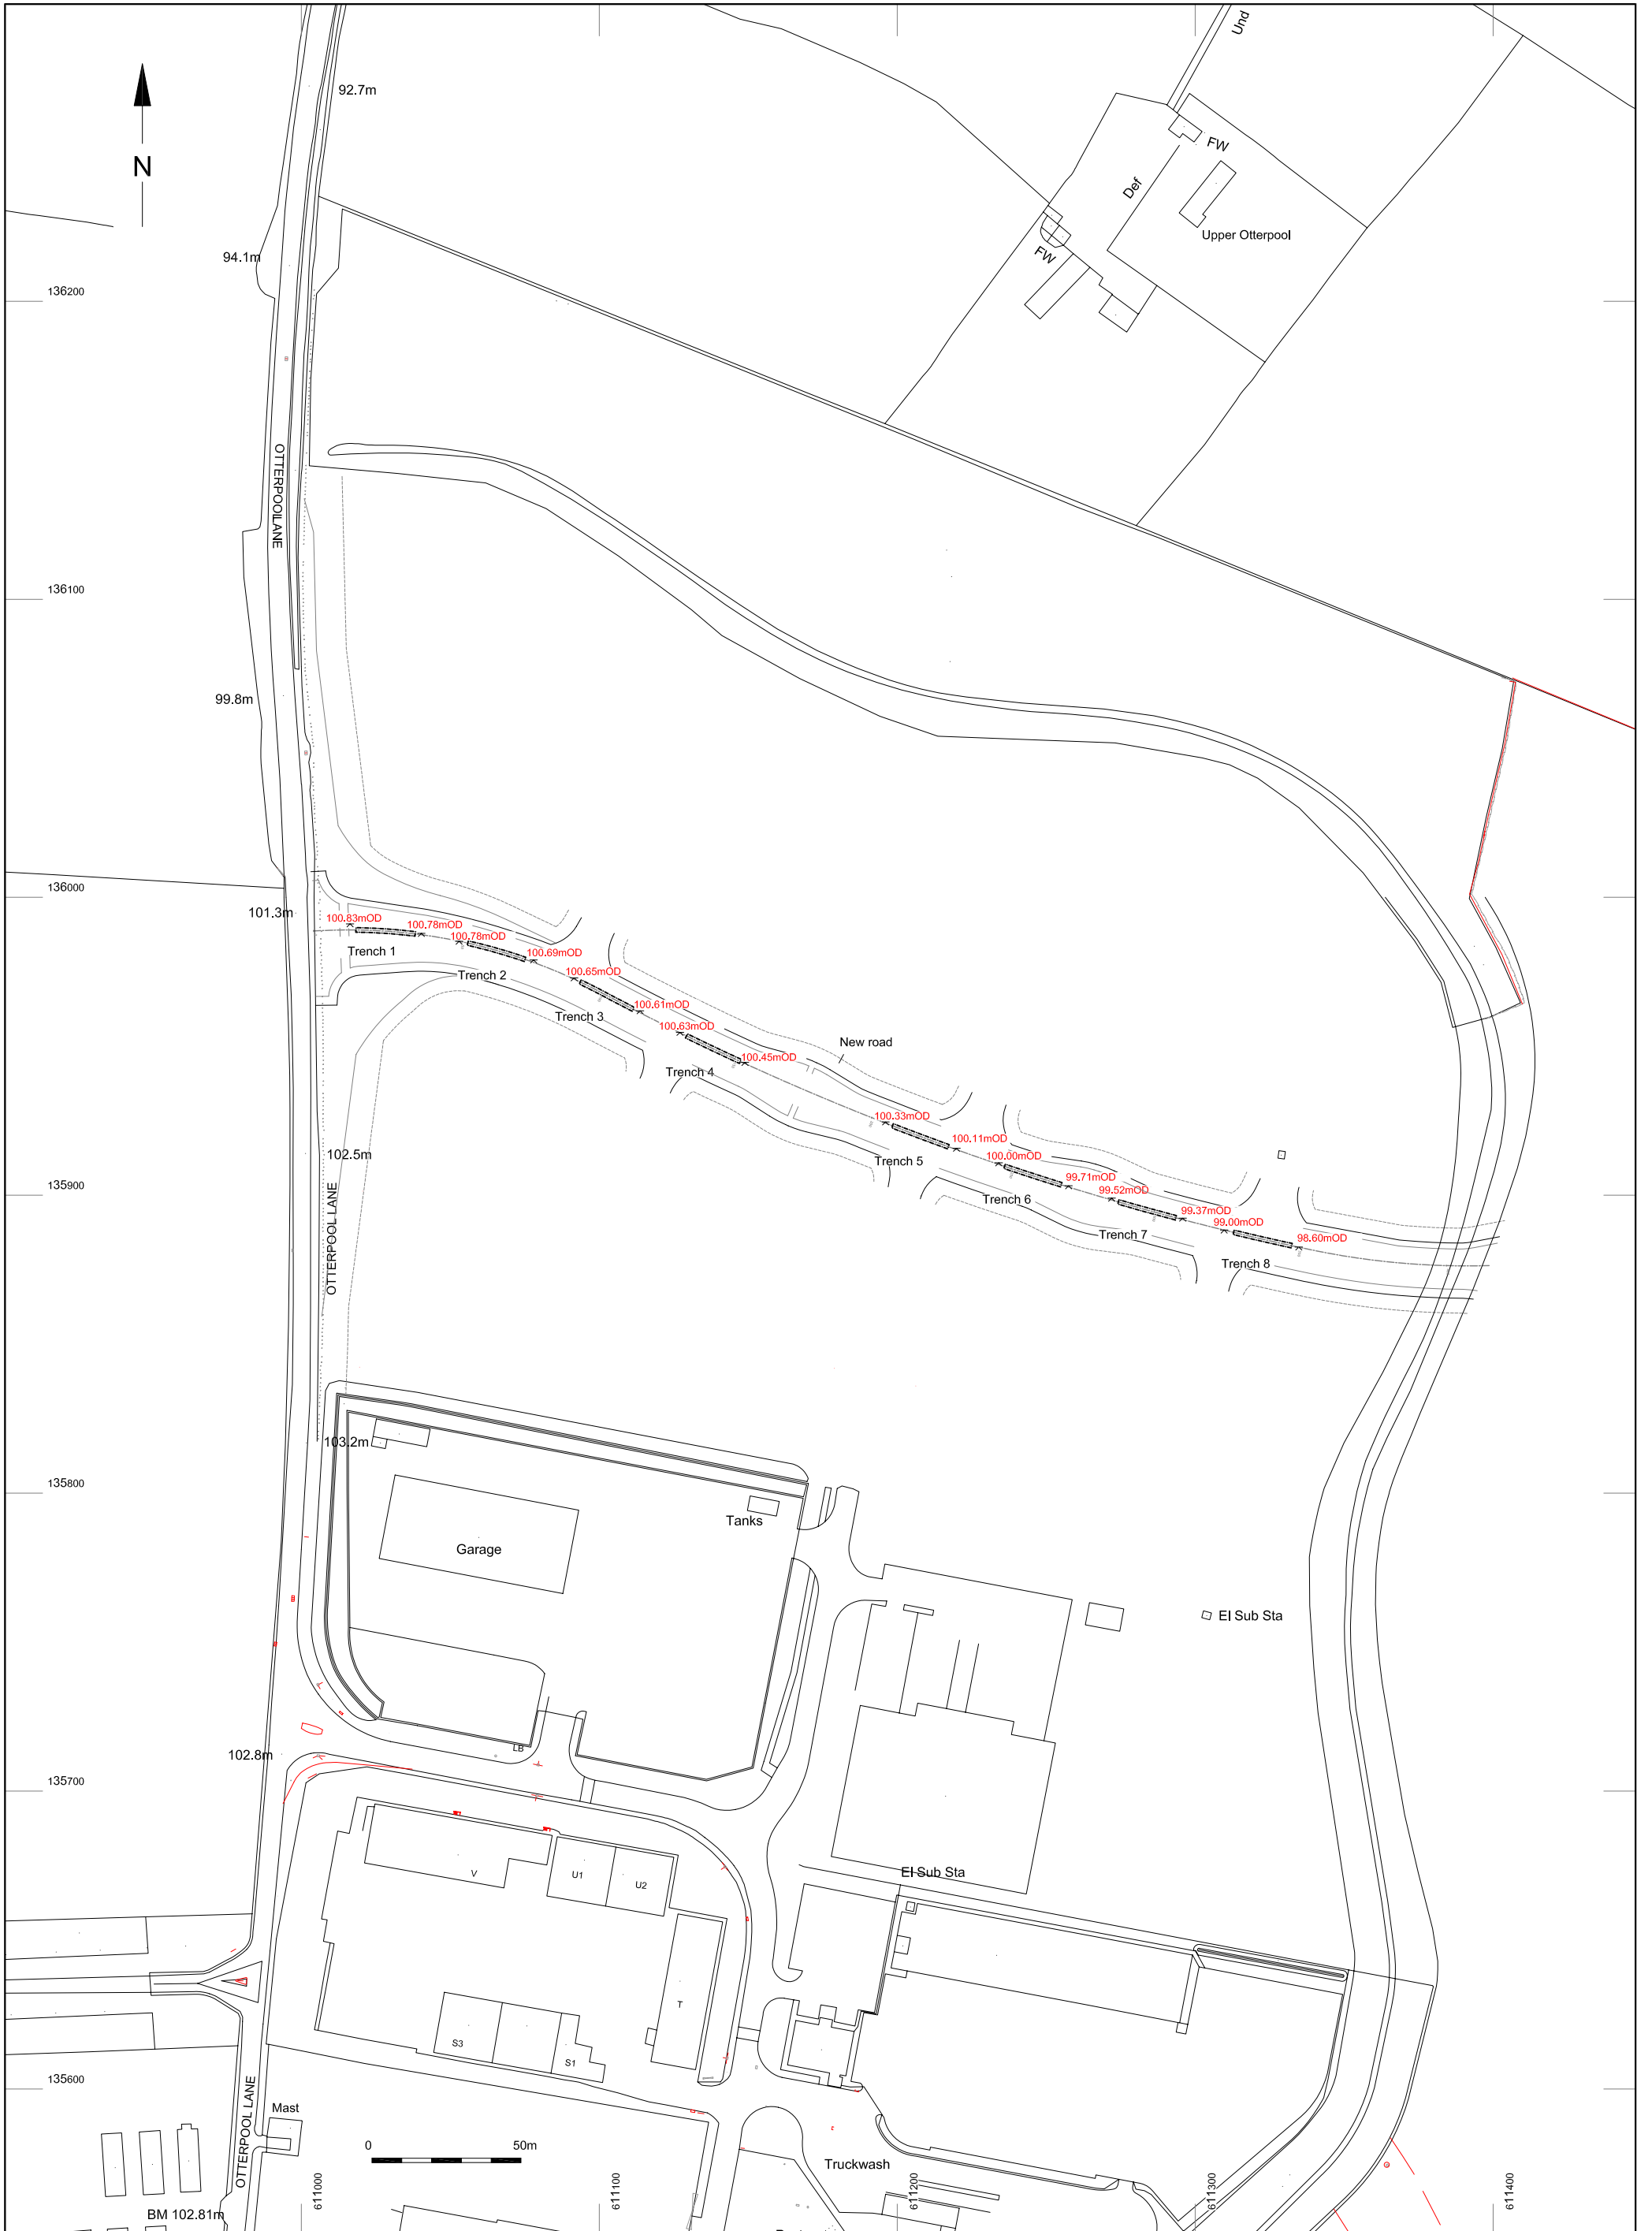 Und
92.7m
N
FW
Def
Upper Otterpool
94.1m
FW
136200
OTTERPOOL LANE
136100
99.8m
136000
101.3m
100.83mOD
100.78mOD
100.78mOD
Trench 1
100.69mOD
Trench 2
100.65mOD
100.61mOD
Trench 3
100.63mOD
New road
100.45mOD
Trench 4
100.33mOD
100.11mOD
102.5m
Trench 5
100.00mOD
99.71mOD
135900
Trench 6
99.52mOD
99.37mOD
99.00mOD
Trench 7
98.60mOD
OTTERPOOL LANE
Trench 8
103.2m
135800
Tanks
Garage
El Sub Sta
LB
102.8m
135700
V
U1
U2
El Sub Sta
T
S3
S1
135600
OTTERPOOL LANE
Mast
0
50m
Truckwash
611000
611100
611200
611300
611400
BM 102.81m